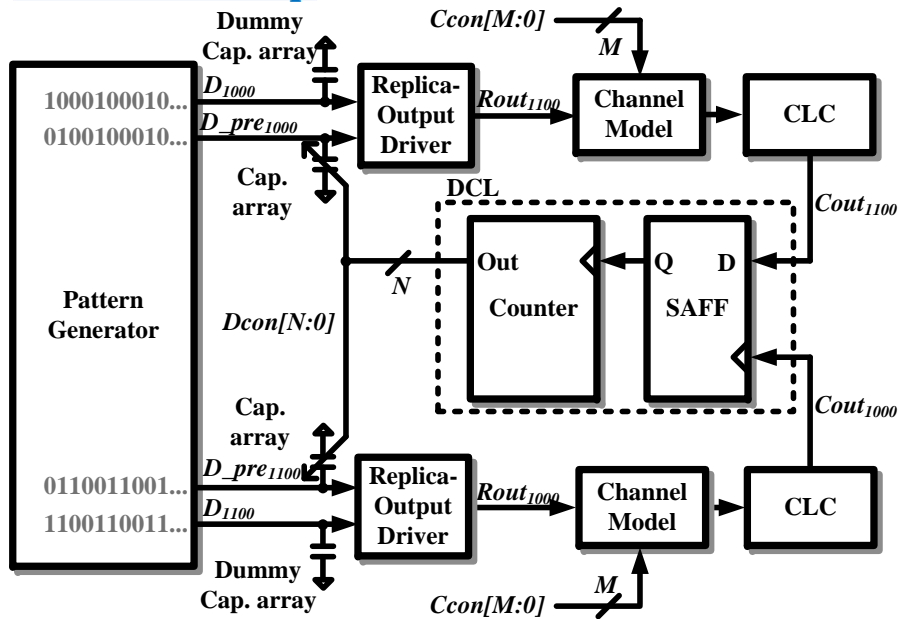 Dummy
Cap. array
Ccon[M:0]
M
1000100010...
D1000
Replica-
Output
Driver
Rout1100
Channel
Model
CLC
0100100010...
D_pre1000
Cap.
array
DCL
Cout1100
Out
Counter
Q
D
SAFF
N
Pattern
Generator
Dcon[N:0]
Cap.
array
Cout1000
0110011001...
D_pre1100
Replica-
Output
Driver
Rout1000
Channel
Model
CLC
1100110011...
D1100
Dummy
Cap. array
Ccon[M:0]
M